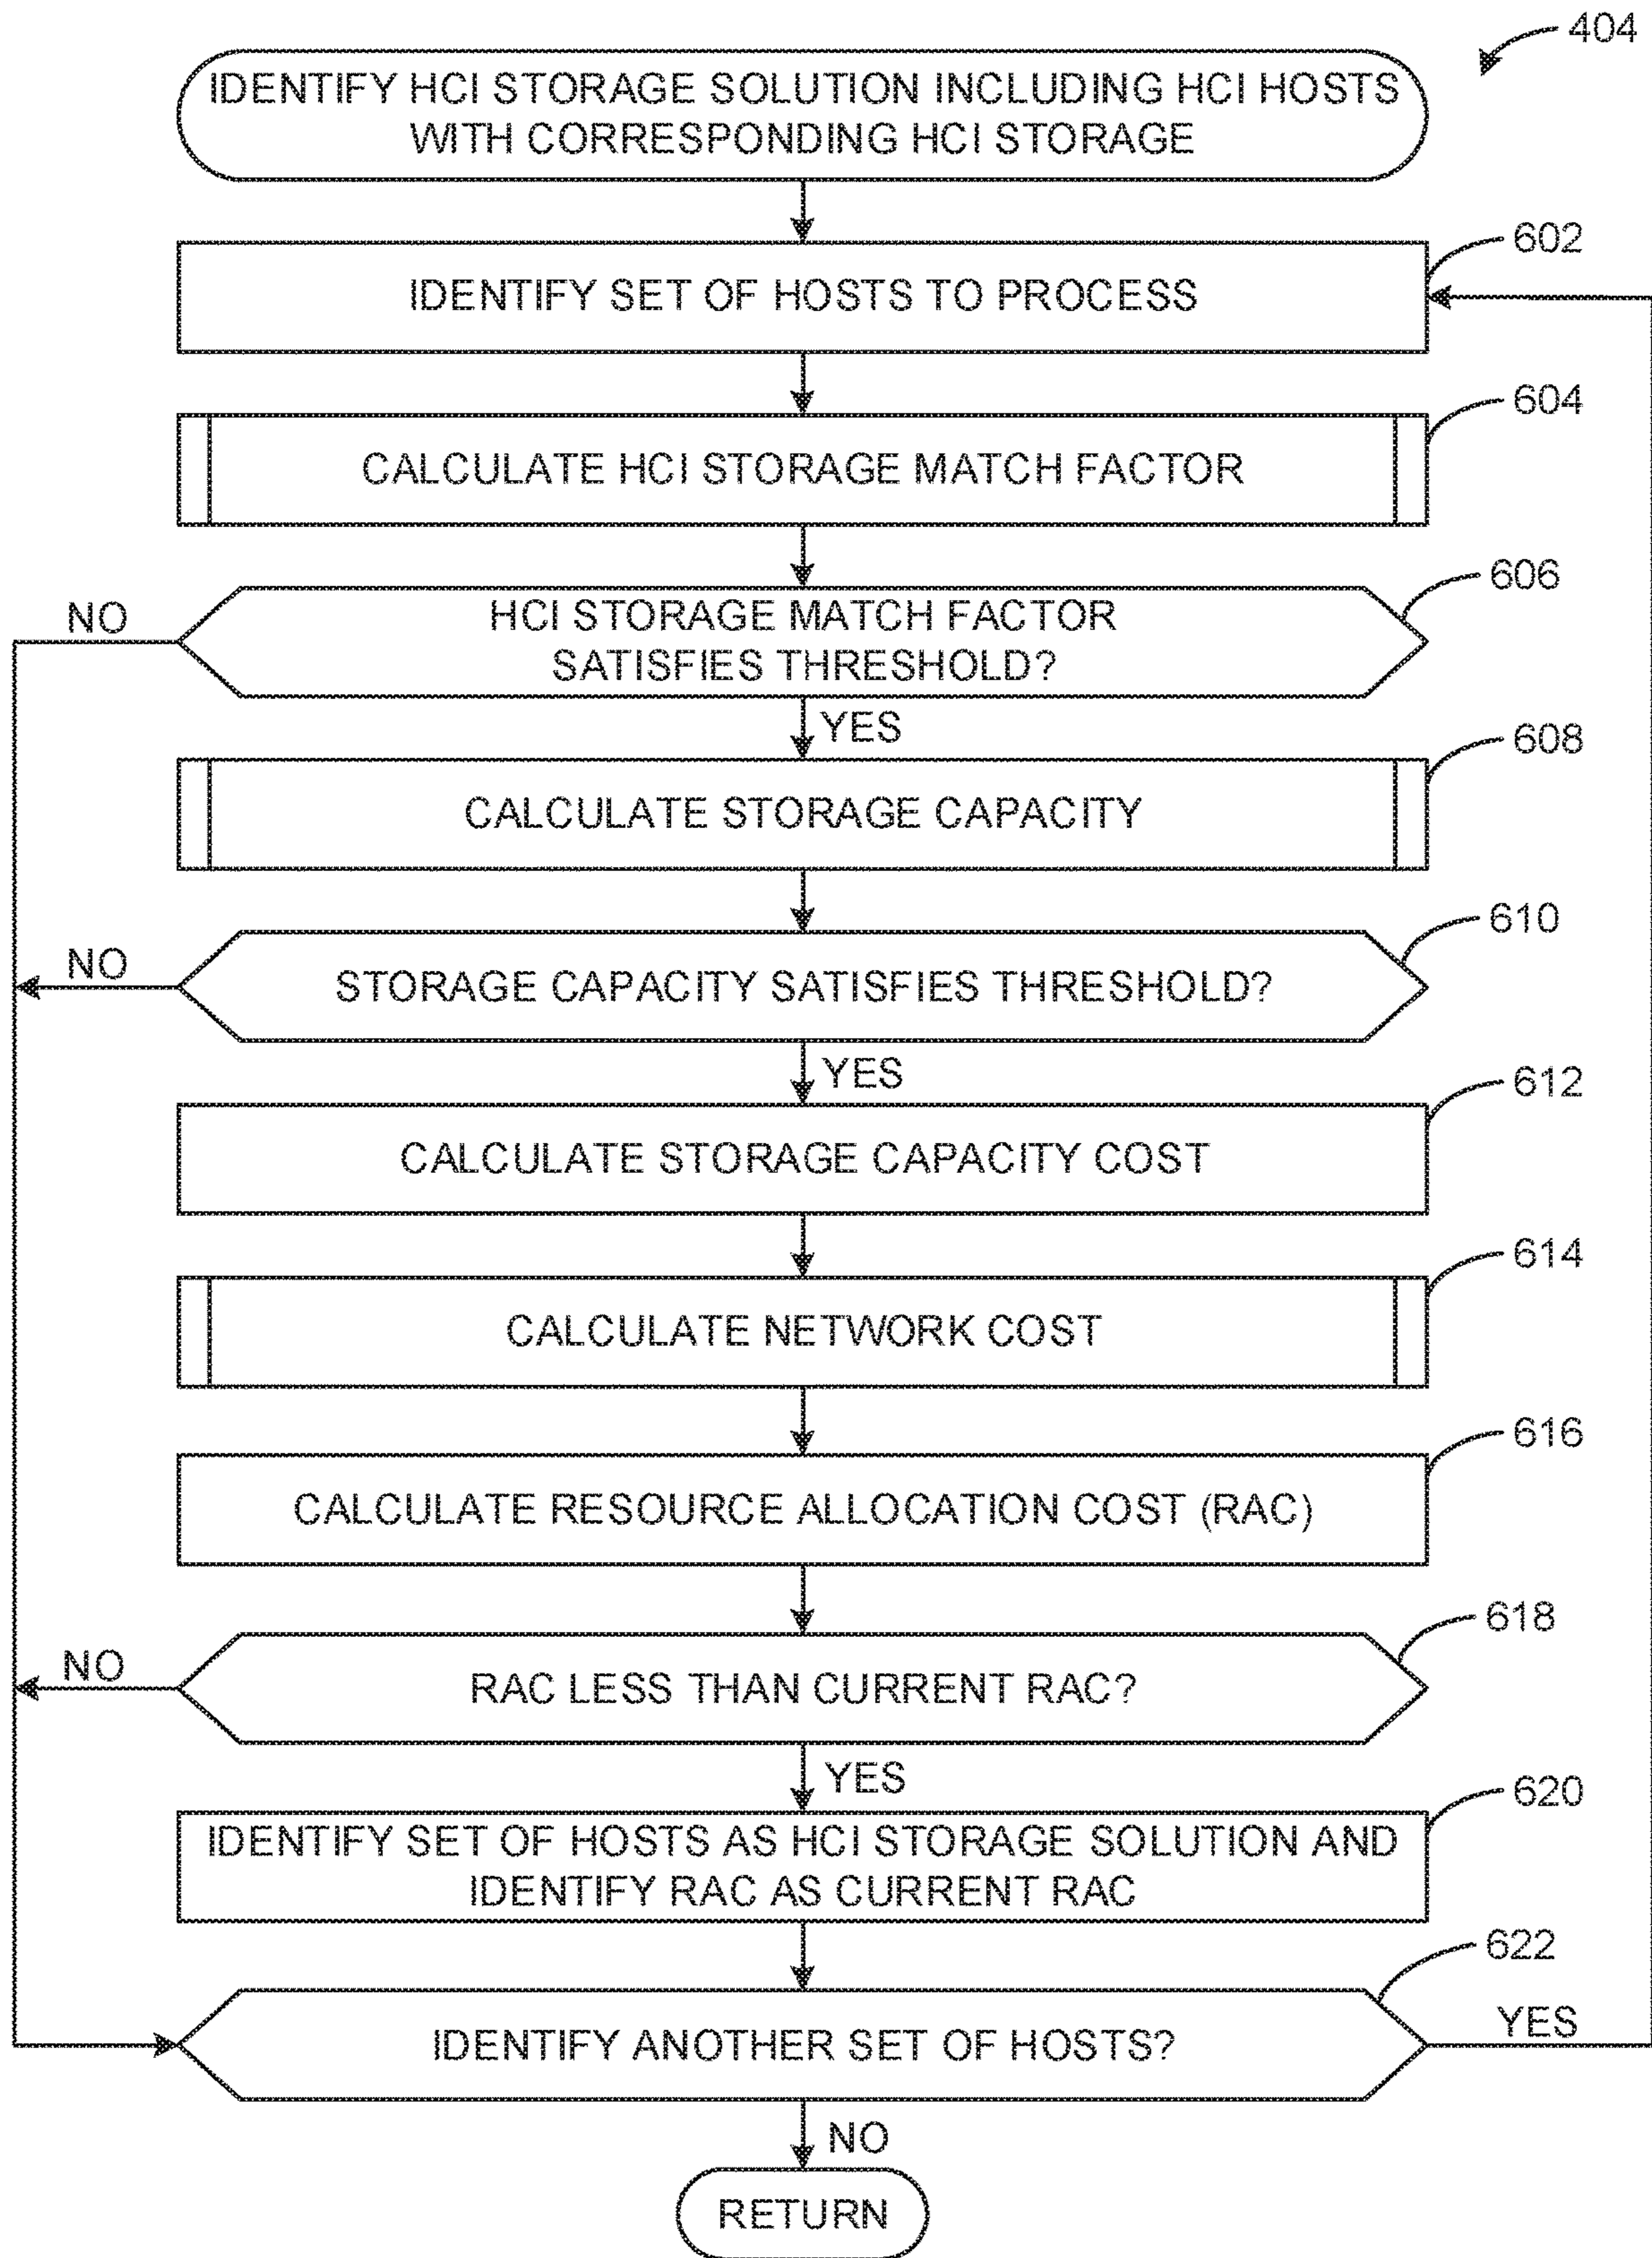 404
IDENTIFY HCI STORAGE SOLUTION INCLUDING HCI HOSTS
WITH CORRESPONDING HCI STORAGE
602
IDENTIFY SET OF HOSTS TO PROCESS
604
CALCULATE HCI STORAGE MATCH FACTOR
606
NO
HCI STORAGE MATCH FACTOR
SATISFIES THRESHOLD?
YES
608
CALCULATE STORAGE CAPACITY
610
NO
STORAGE CAPACITY SATISFIES THRESHOLD?
YES
612
CALCULATE STORAGE CAPACITY COST
614
CALCULATE NETWORK COST
616
CALCULATE RESOURCE ALLOCATION COST (RAC)
618
NO
RAC LESS THAN CURRENT RAC?
YES
620
IDENTIFY SET OF HOSTS AS HCI STORAGE SOLUTION AND
IDENTIFY RAC AS CURRENT RAC
622
IDENTIFY ANOTHER SET OF HOSTS?
YES
NO
RETURN